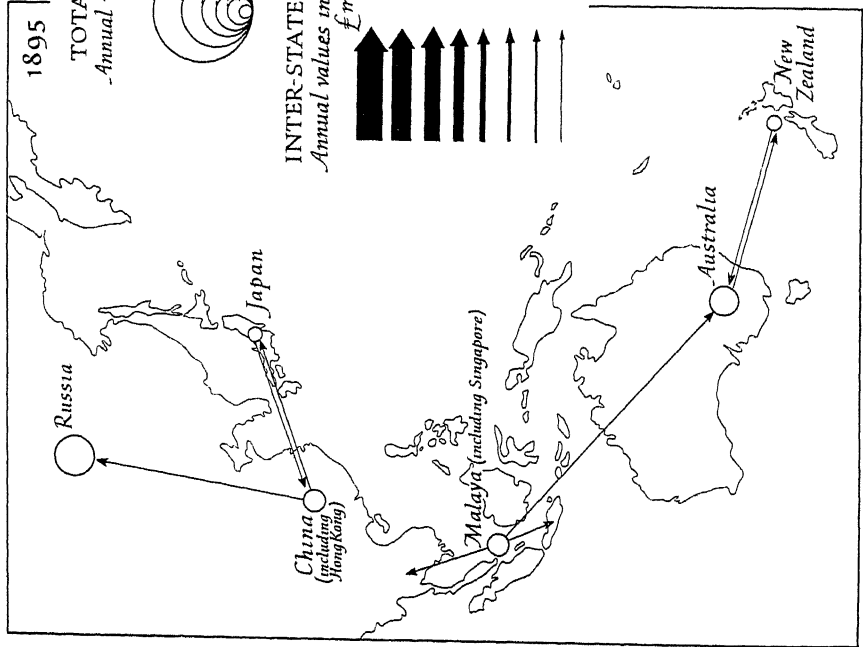 1895
TOTA
Annual
INTER-STATE
Annual values in
£m
Russia
Japan
China
(including
Hong Kong)
Malaya (including Singapore)
Australia
New
Zealand